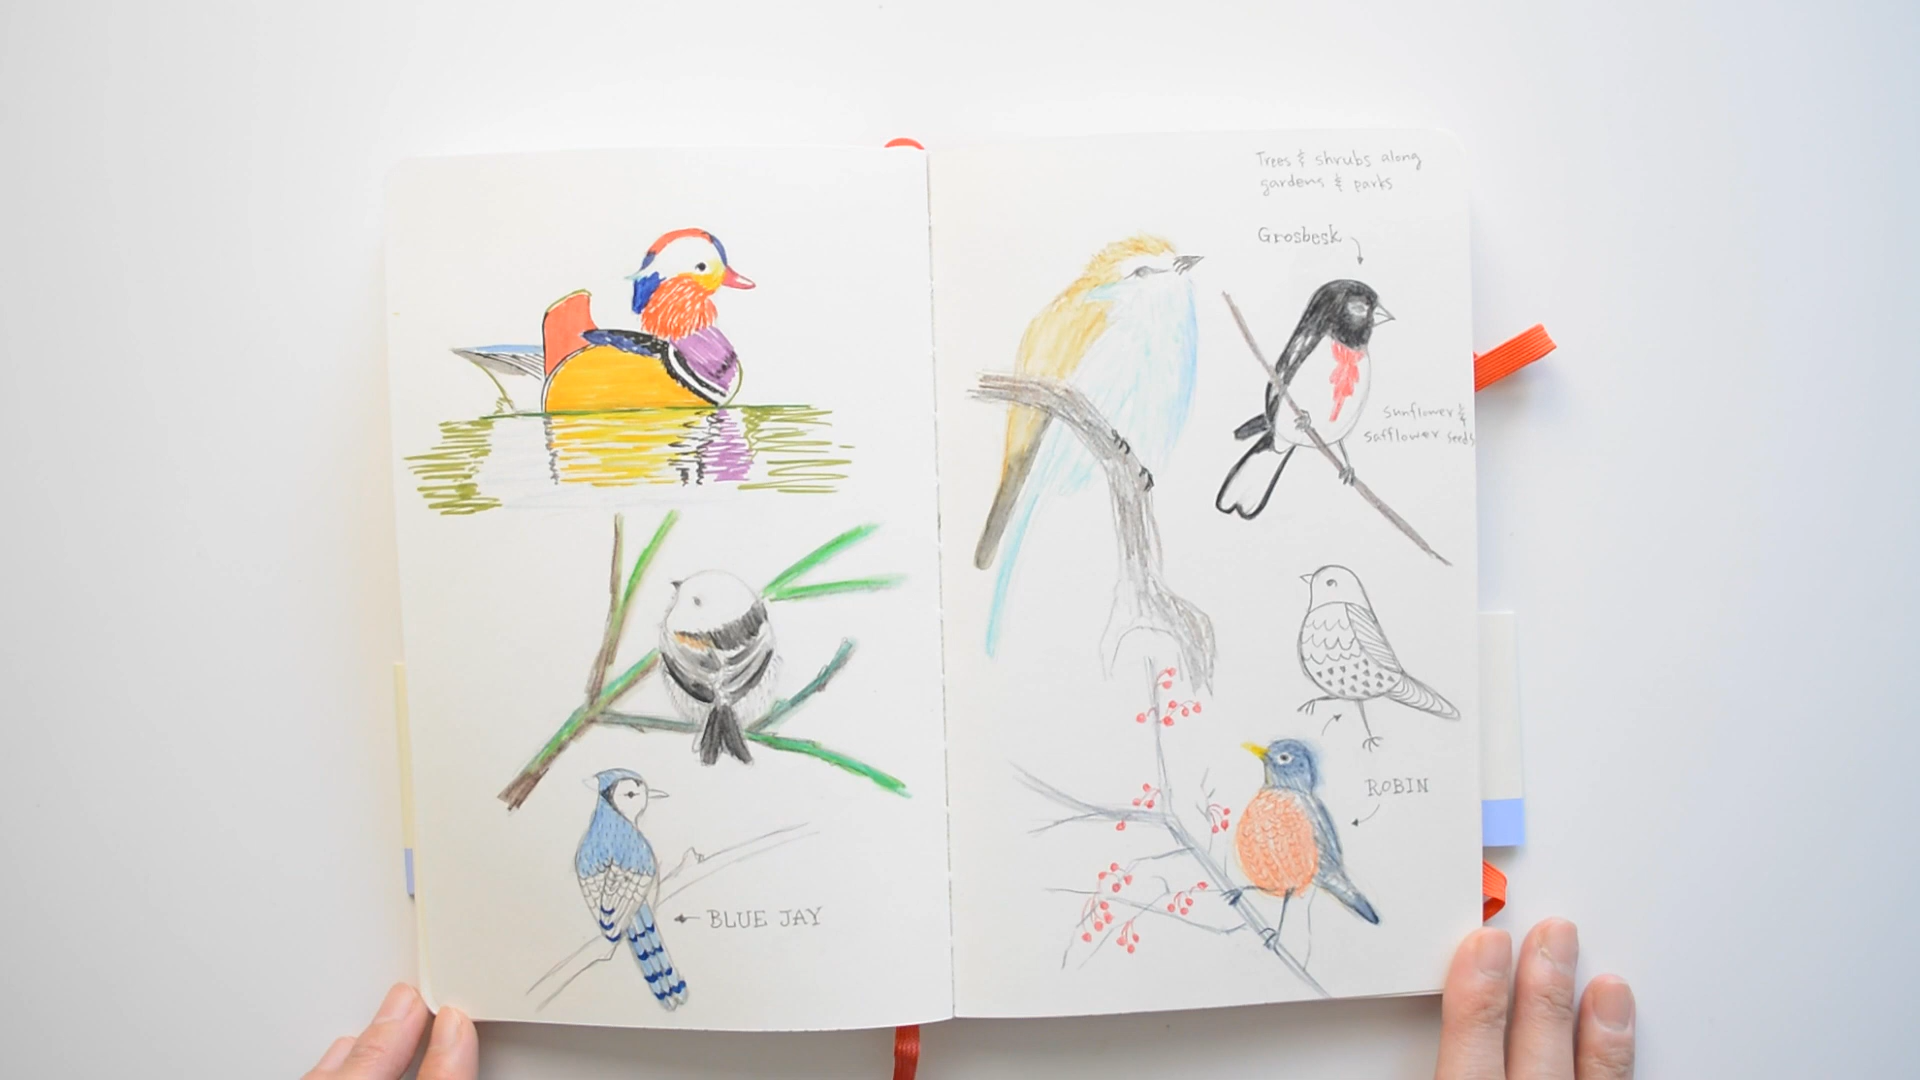 BLUE JAY
Trees & shrubs along
gardens & parks
Grosbesk
Sunflower &
Safflower seeds
ROBIN